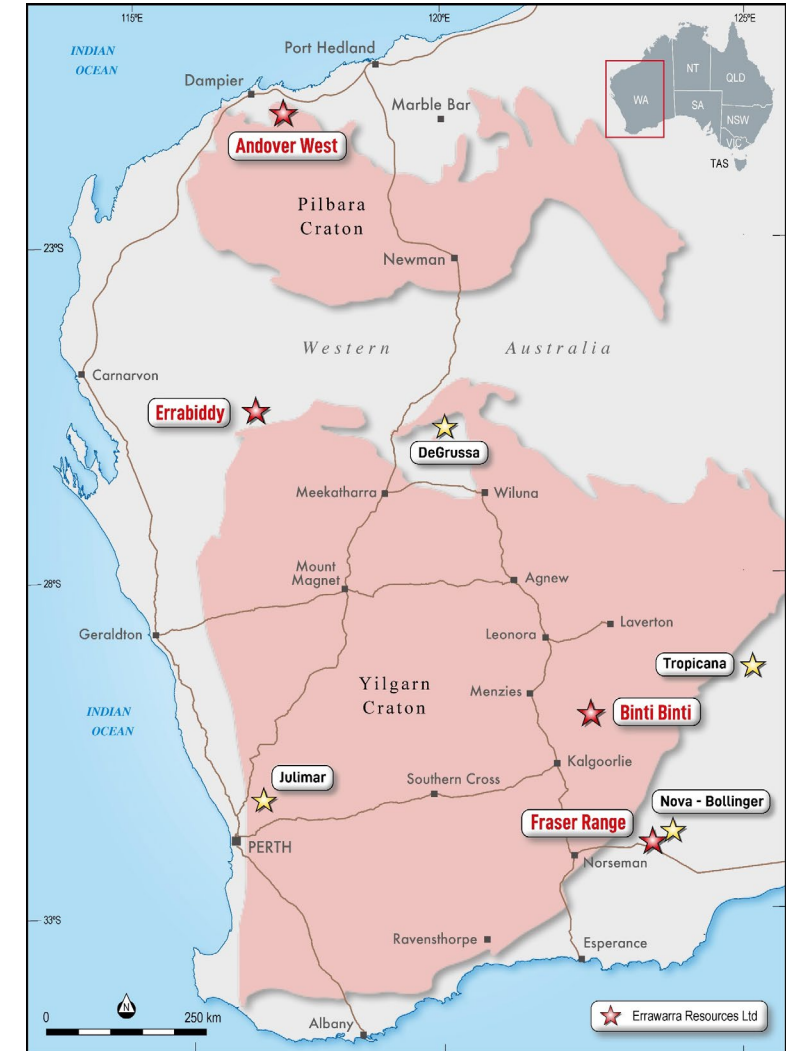 115°E
120°E
125°E
INDIAN
OCEAN
Port Hedland
Dampier
Marble Bar
Andover West
NT
QLD
WA
SA
NSW
VIC
TAS
Pilbara
Craton
23°S
Newman
Western Australia
Carnarvon
Errabiddy
DeGrussa
Meekatharra
Wiluna
Mount
Magnet
Agnew
28°S
Geraldton
Leonora
Laverton
Tropicana
Yilgarn
Craton
Menzies
Binti Binti
INDIAN
OCEAN
Kalgoorlie
Julimar
Southern Cross
Nova - Bollinger
Fraser Range
PERTH
Norseman
33°S
Ravensthorpe
Esperance
N
0
250 km
Albany
Errawarra Resources Ltd